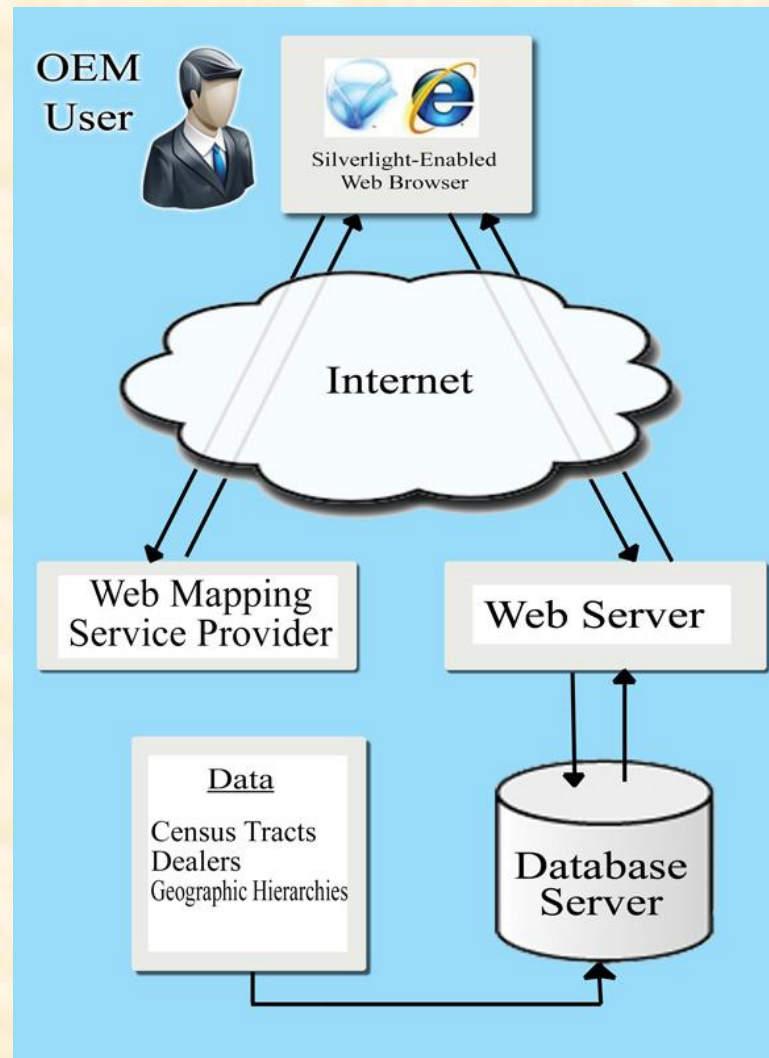 OEM
User
Silverlight-Enabled
Web Browser
Internet
Web Mapping
Service Provider
Web Server
Data
Census Tracts
Dealers
Geographic Hierarchies
Database
Server